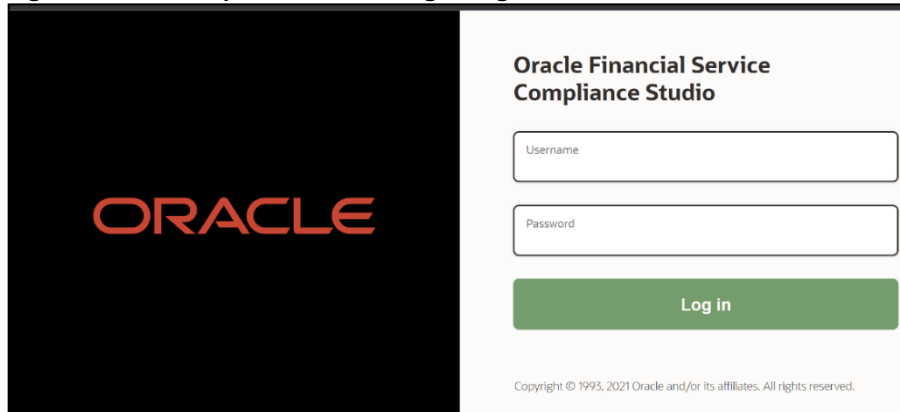 ORACLE
Oracle Financial Service
Compliance Studio
Username
Password
Log in
Copyright © 1993, 2021 Oracle and/or its affiliates. All rights reserved.